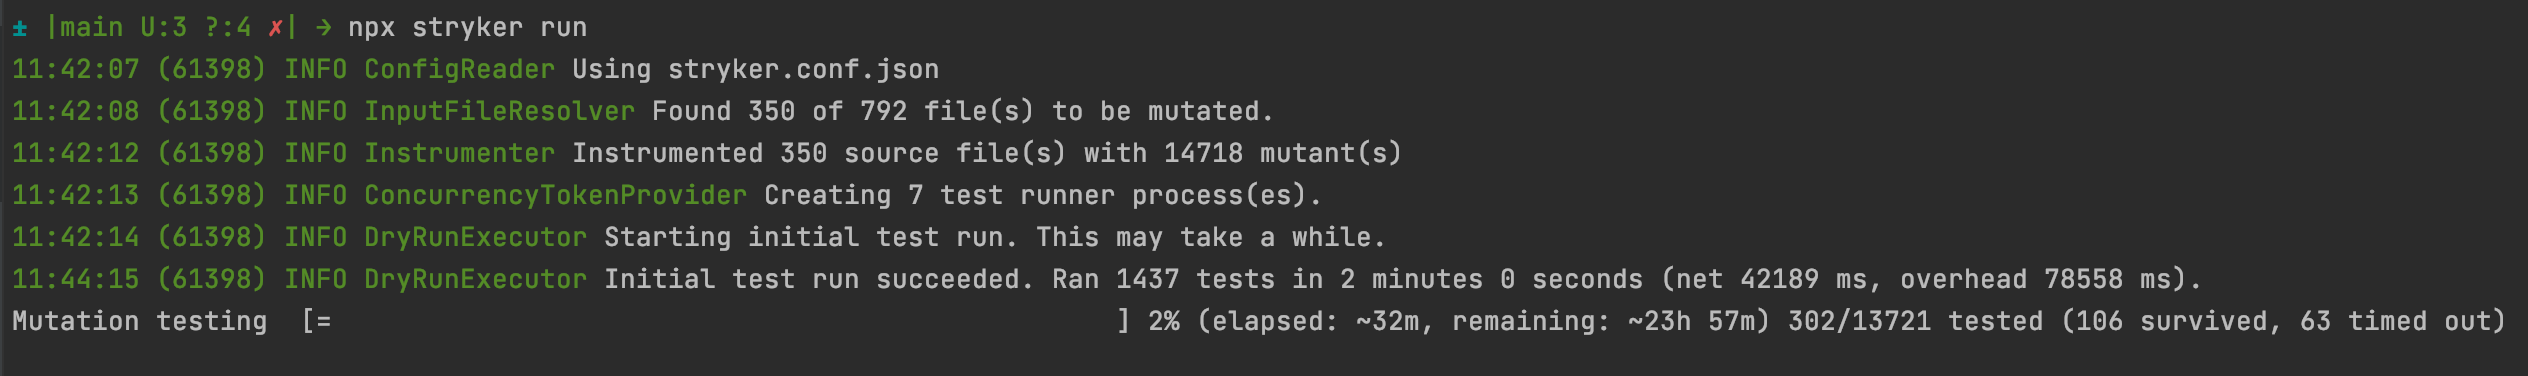 ± |main U:3 ?:4 ✗| → npx stryker run
11:42:07 (61398) INFO ConfigReader Using stryker.conf.json
11:42:08 (61398) INFO InputFileResolver Found 350 of 792 file(s) to be mutated.
11:42:12 (61398) INFO Instrumenter Instrumented 350 source file(s) with 14718 mutant(s)
11:42:13 (61398) INFO ConcurrencyTokenProvider Creating 7 test runner process(es).
11:42:14 (61398) INFO DryRunExecutor Starting initial test run. This may take a while.
11:44:15 (61398) INFO DryRunExecutor Initial test run succeeded. Ran 1437 tests in 2 minutes 0 seconds (net 42189 ms, overhead 78558 ms).
Mutation testing  [=                                                 ] 2% (elapsed: ~32m, remaining: ~23h 57m) 302/13721 tested (106 survived, 63 timed out)